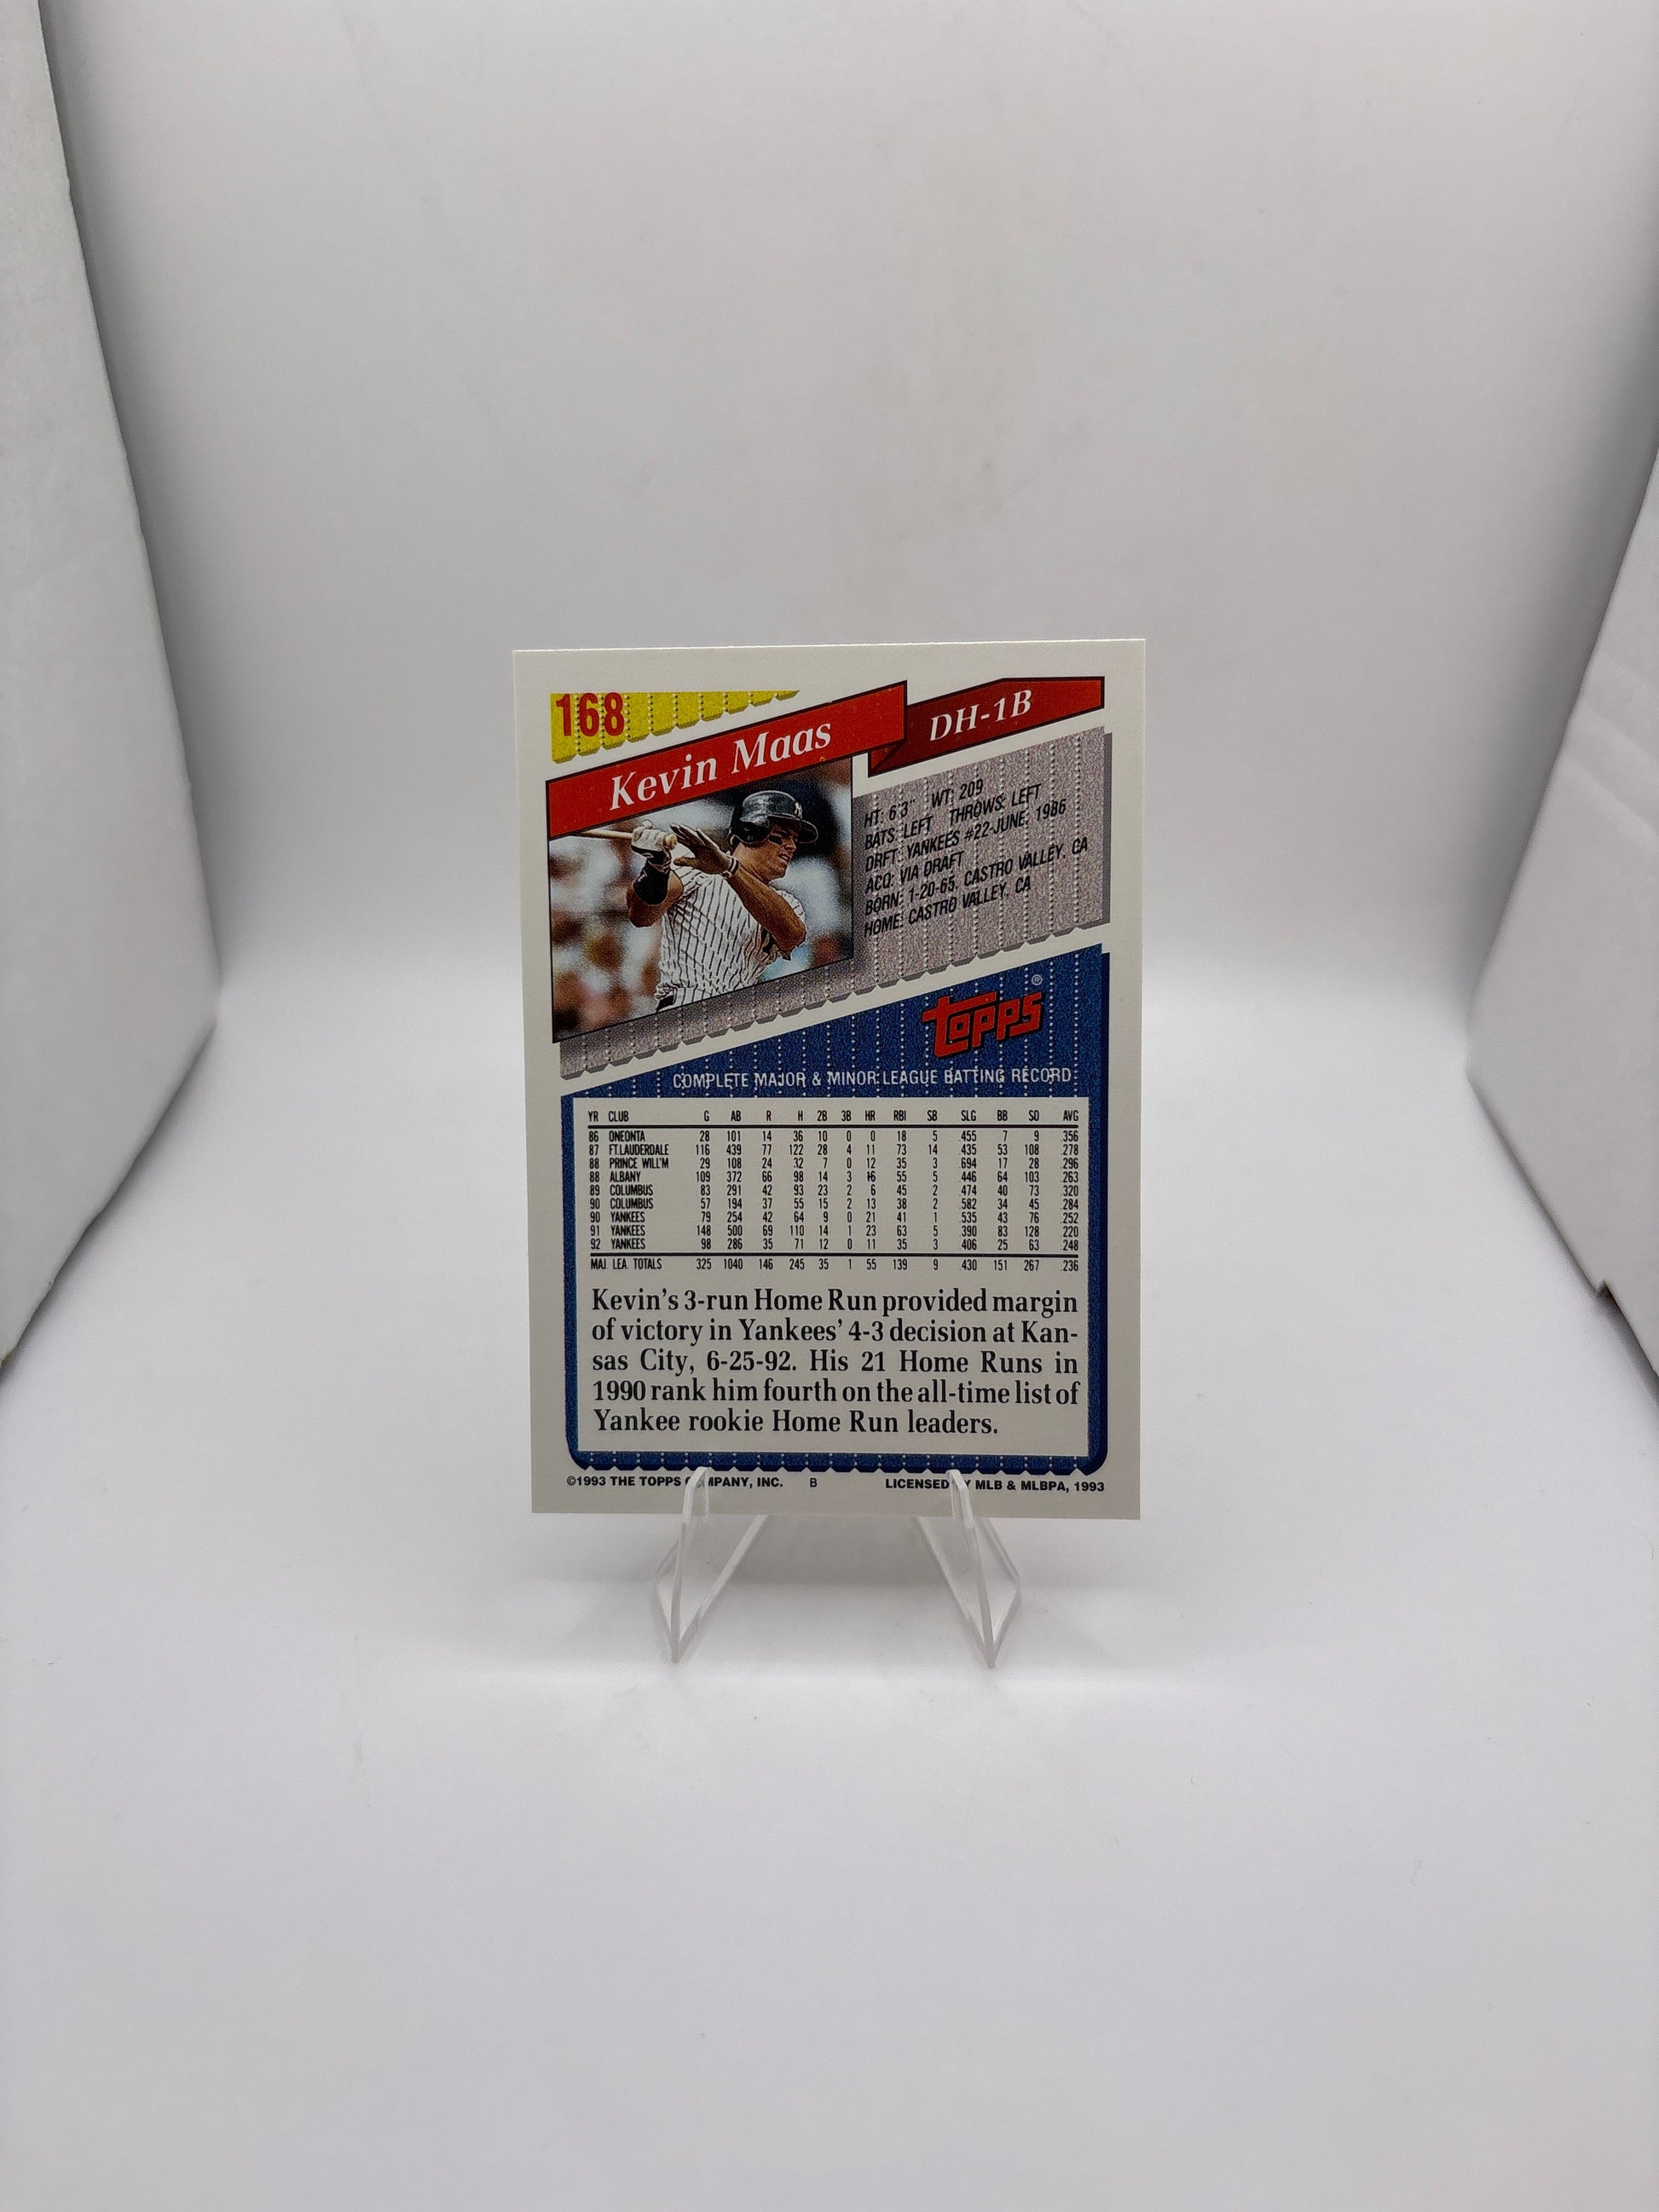 168
Kevin Maas
DH-1B
HT: 6'3" WT: 209
BATS: LEFT THROWS: LEFT
DRFT: YANKEES #22-JUNE, 1986
ACQ: VIA DRAFT
BORN: 1-20-65, CASTRO VALLEY, CA
HOME: CASTRO VALLEY, CA
topps®
COMPLETE MAJOR & MINOR LEAGUE BATTING RECORD
YR CLUB G AB R H 2B 3B HR RBI SB SLG BB SO AVG
86 ONEONTA 28 101 14 36 10 0 0 18 5 .455 7 9 .356
87 FT.LAUDERDALE 116 439 77 122 28 4 11 73 14 .435 53 108 .278
88 PRINCE WILL'M 29 108 24 32 7 0 12 35 3 .694 17 28 .296
88 ALBANY 109 372 66 98 14 3 16 55 5 .446 64 103 .263
89 COLUMBUS 83 291 42 93 23 2 6 45 2 .474 40 73 .320
90 COLUMBUS 57 194 37 55 15 2 13 38 2 .582 34 45 .284
90 YANKEES 79 254 42 64 9 0 21 41 1 .535 43 76 .252
91 YANKEES 148 500 69 110 14 1 23 63 5 .390 83 128 .220
92 YANKEES 98 286 35 71 12 0 11 35 3 .406 25 63 .248
MAJ. LEA. TOTALS 325 1040 146 245 35 1 55 139 9 .430 151 267 .236
Kevin's 3-run Home Run provided margin
of victory in Yankees' 4-3 decision at Kan-
sas City, 6-25-92. His 21 Home Runs in
1990 rank him fourth on the all-time list of
Yankee rookie Home Run leaders.
©1993 THE TOPPS COMPANY, INC. B LICENSED BY MLB & MLBPA, 1993